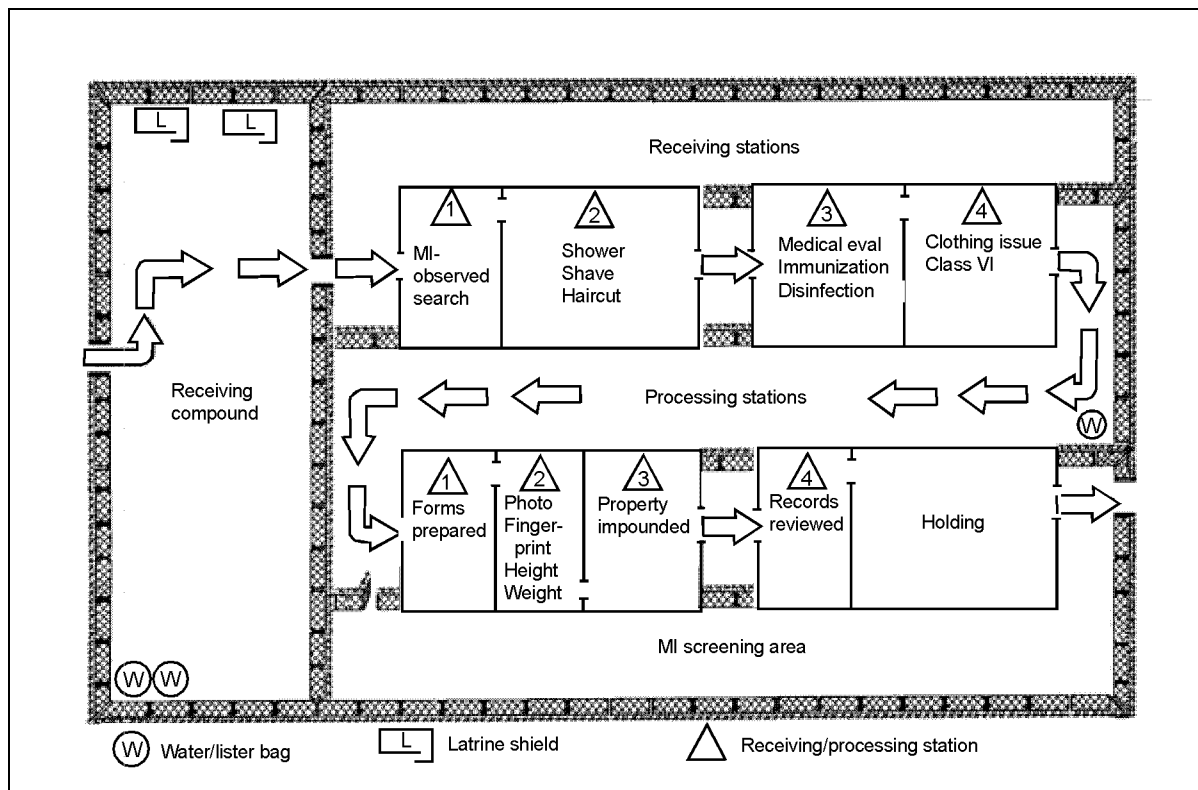 L
L
Receiving stations
1
MI-
observed
search
2
Shower
Shave
Haircut
3
Medical eval
Immunization
Disinfection
4
Clothing issue
Class VI
Receiving
compound
Processing stations
W
1
Forms
prepared
2
Photo
Finger-
print
Height
Weight
3
Property
impounded
4
Records
reviewed
Holding
MI screening area
W W
W Water/lister bag
L Latrine shield
Receiving/processing station